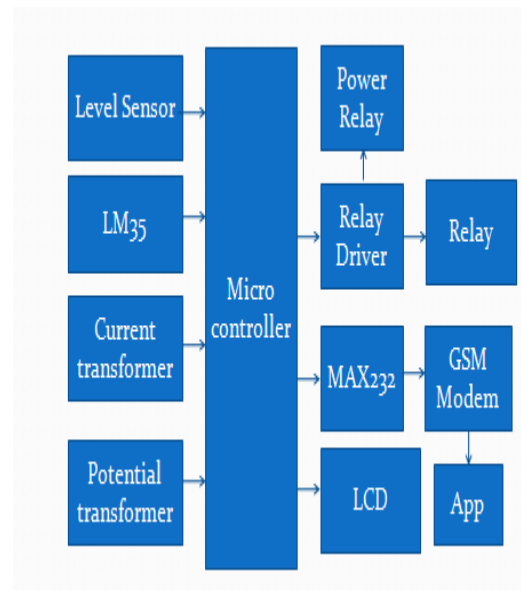 Level Sensor
LM35
Current
transformer
Potential
transformer
Micro
controller
Power
Relay
Relay
Driver
Relay
MAX232
GSM
Modem
LCD
App